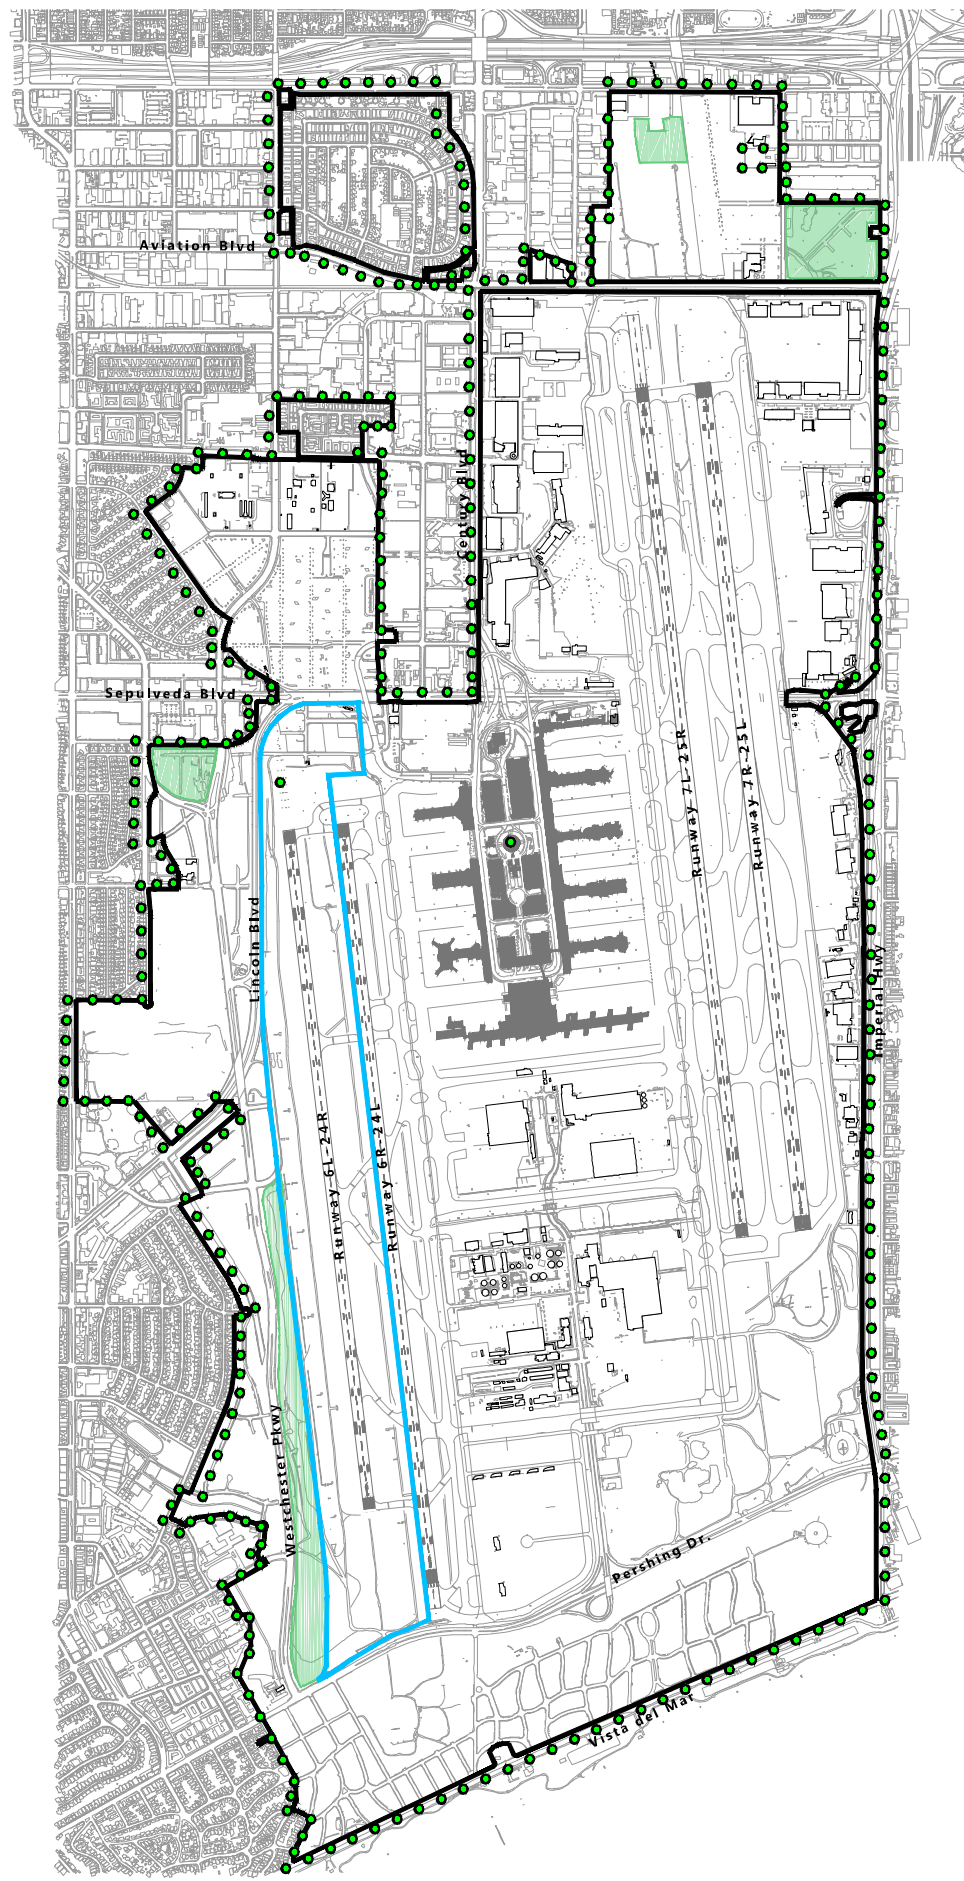 Aviation Blvd
Century Blvd
Sepulveda Blvd
Runway 7L-25R
Runway 7R-25L
Lincoln Blvd
Imperial Hwy
Runway 6L-24R
Runway 6R-24L
Westchester Pkwy
Pershing Dr.
Vista del Mar